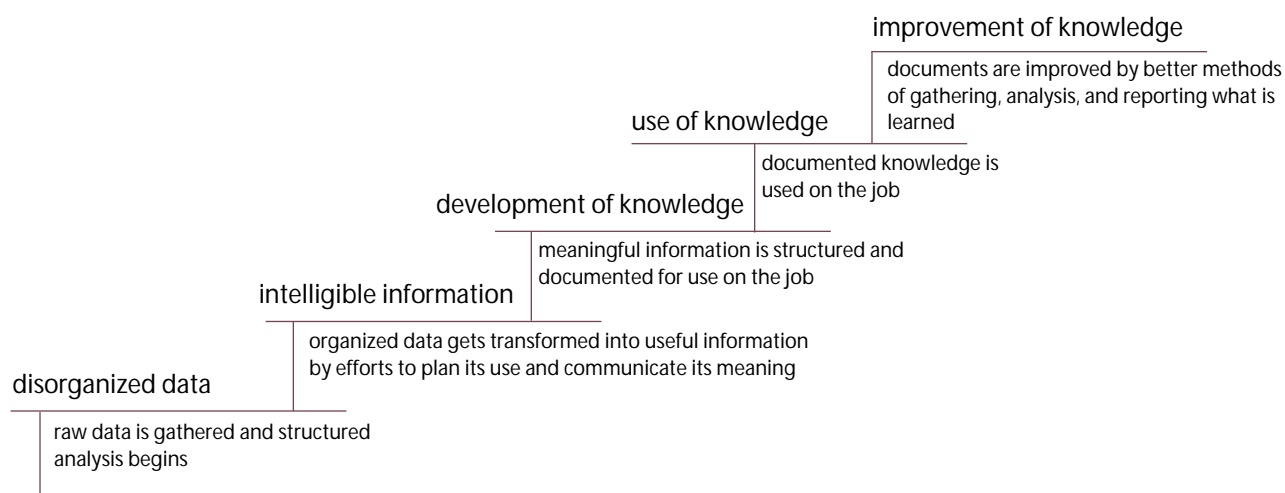 improvement of knowledge
documents are improved by better methods
of gathering, analysis, and reporting what is
learned
use of knowledge
documented knowledge is
used on the job
development of knowledge
meaningful information is structured and
documented for use on the job
intelligible information
organized data gets transformed into useful information
by efforts to plan its use and communicate its meaning
disorganized data
raw data is gathered and structured
analysis begins